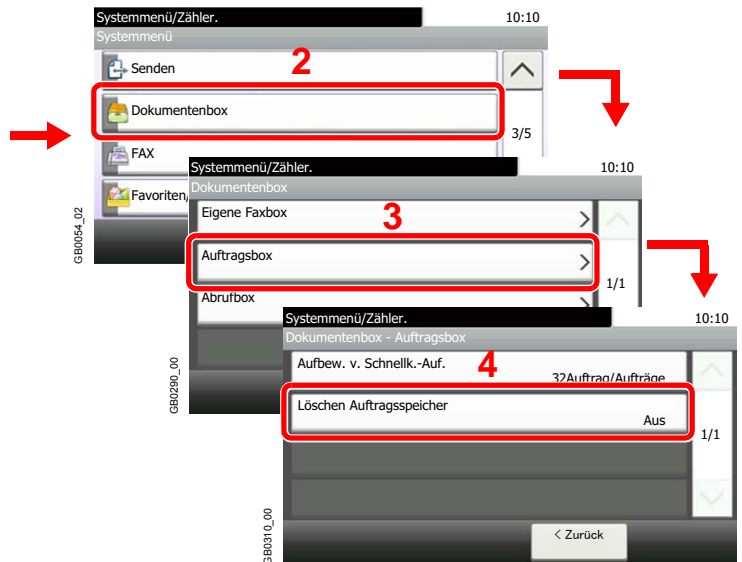 Systemmenü/Zähler. 10:10
Systemmenü
Senden
2
Dokumentenbox
3/5
FAX
Favoriten/
GB0054_02
Systemmenü/Zähler. 10:10
Dokumentenbox
Eigene Faxbox
3
Auftragsbox
1/1
Abrufbox
GB0290_00
Systemmenü/Zähler. 10:10
Dokumentenbox - Auftragsbox
Aufbew. v. Schnellk.-Auf.
4
32Auftrag/Aufträge
Löschen Auftragsspeicher
Aus
1/1
< Zurück
GB0310_00